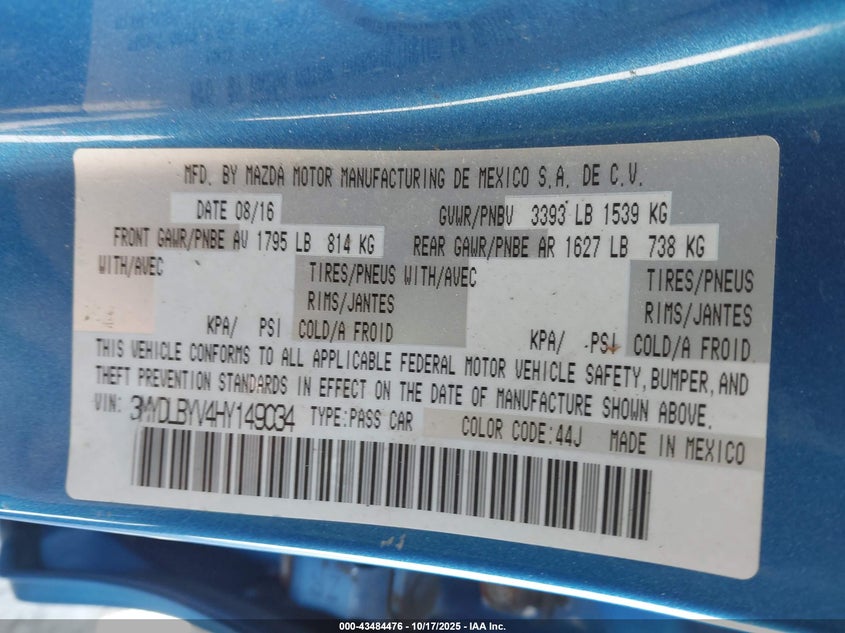 MFD. BY MAZDA MOTOR MANUFACTURING DE MEXICO S.A. DE C.V.
DATE 08/16 GVWR/PNBV 3393 LB 1539 KG
FRONT GAWR/PNBE AV 1795 LB 814 KG REAR GAWR/PNBE AR 1627 LB 738 KG
WITH/AVEC TIRES/PNEUS WITH/AVEC TIRES/PNEUS
RIMS/JANTES RIMS/JANTES
KPA/ PSI COLD/A FROID KPA/ PSI COLD/A FROID
THIS VEHICLE CONFORMS TO ALL APPLICABLE FEDERAL MOTOR VEHICLE SAFETY, BUMPER, AND
THEFT PREVENTION STANDARDS IN EFFECT ON THE DATE OF MANUFACTURE SHOWN ABOVE.
VIN: 3MYDLBYV4HY149034 TYPE:PASS CAR COLOR CODE:44J MADE IN MEXICO
000-43484476 - 10/17/2025 - IAA Inc.